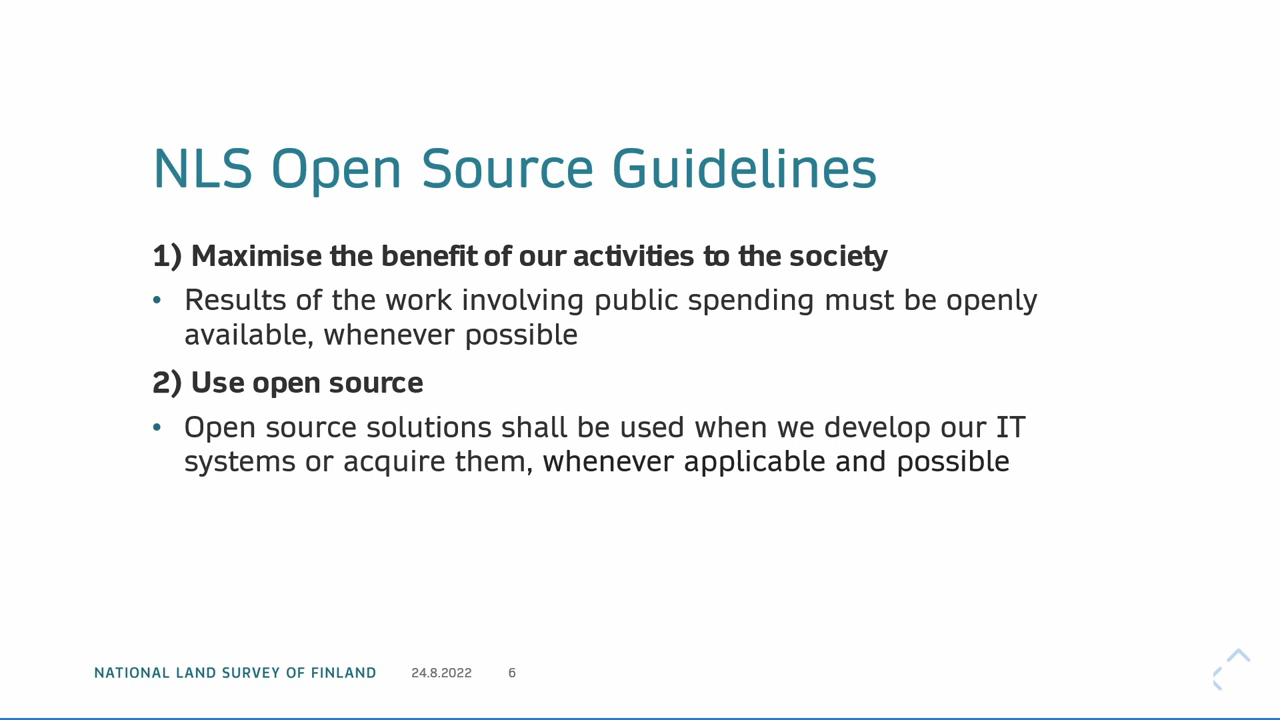 NLS Open Source Guidelines
1) Maximise the benefit of our activities to the society
• Results of the work involving public spending must be openly
available, whenever possible
2) Use open source
• Open source solutions shall be used when we develop our IT
systems or acquire them, whenever applicable and possible
NATIONAL LAND SURVEY OF FINLAND 24.8.2022 6